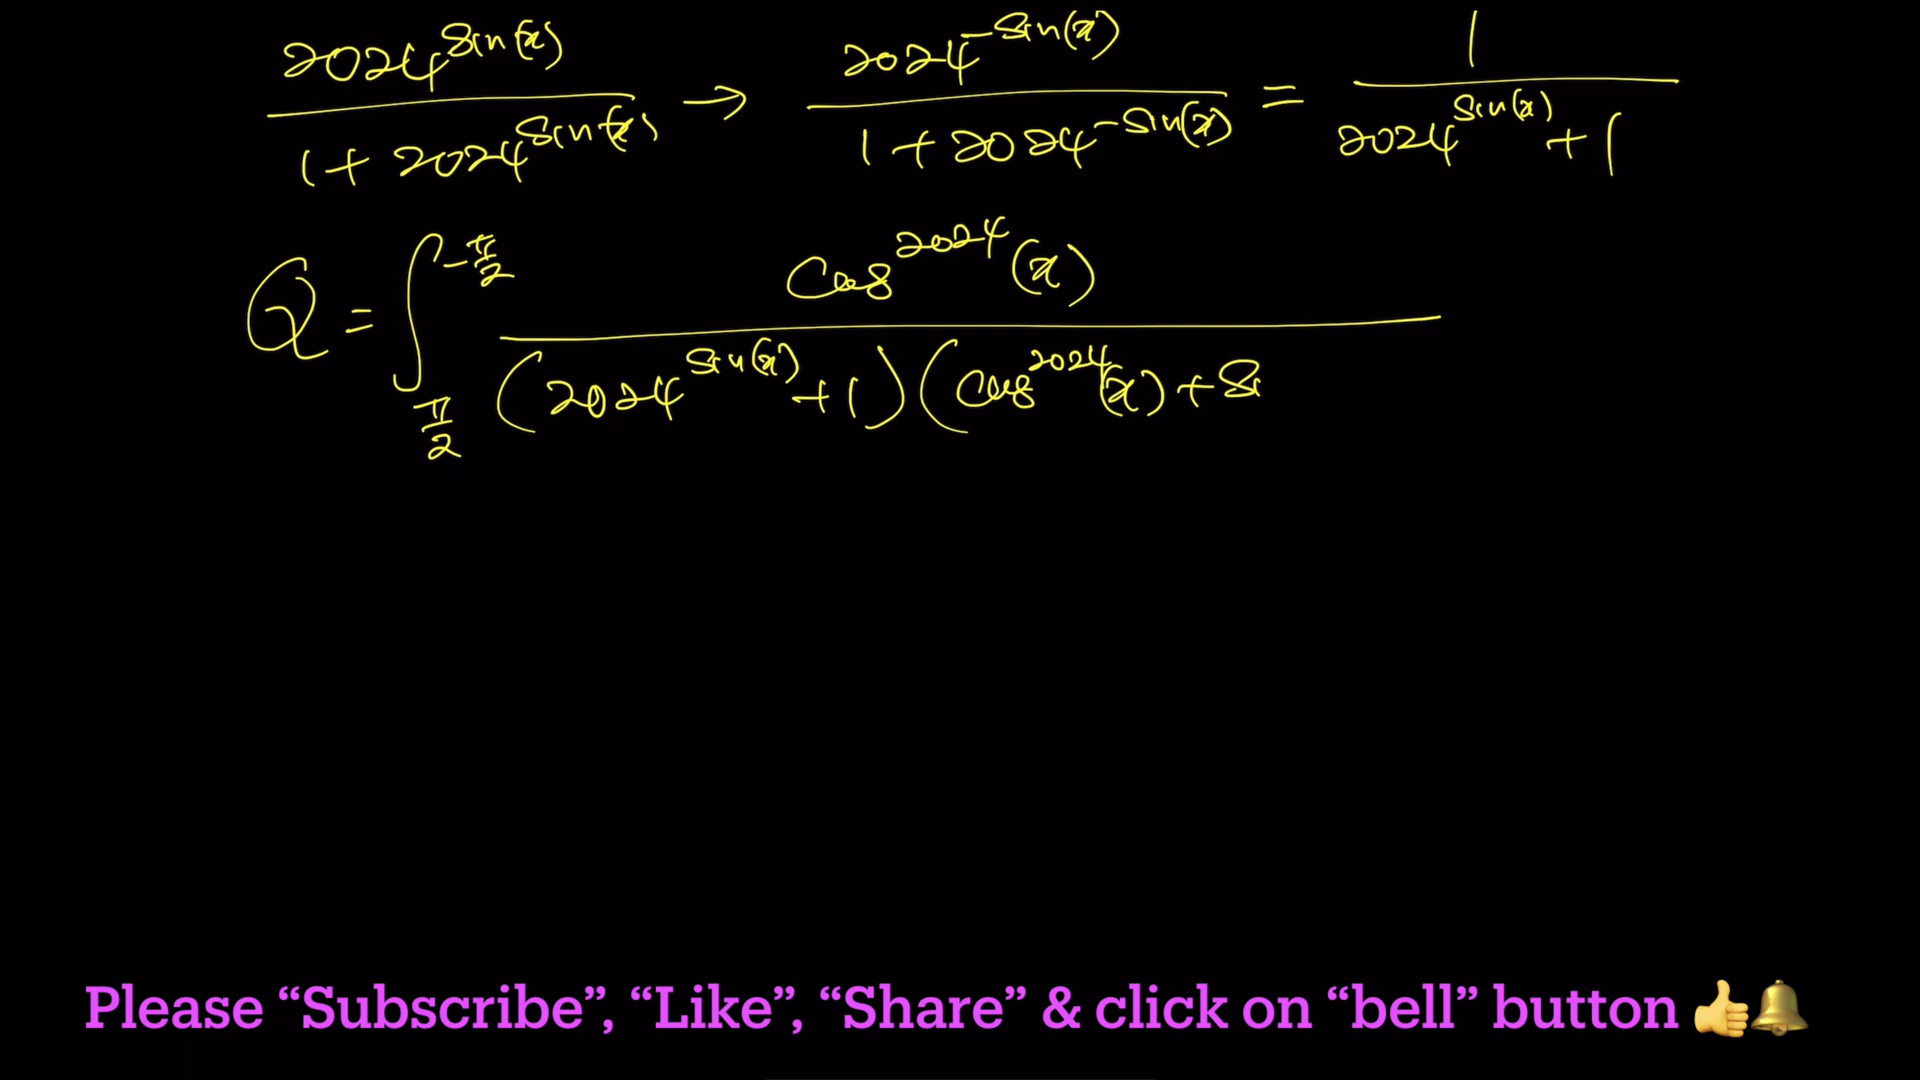 2024^sin(x) / 1 + 2024^sin(x) → 2024^-sin(x) / 1 + 2024^-sin(x) = 1 / 2024^sin(x) + 1
Q = ∫_{π/2}^{-π/2} Cos^2024(x) / (2024^sin(x) + 1)(Cos^2024(x) + Si
Please “Subscribe”, “Like”, “Share” & click on “bell” button 👍🔔